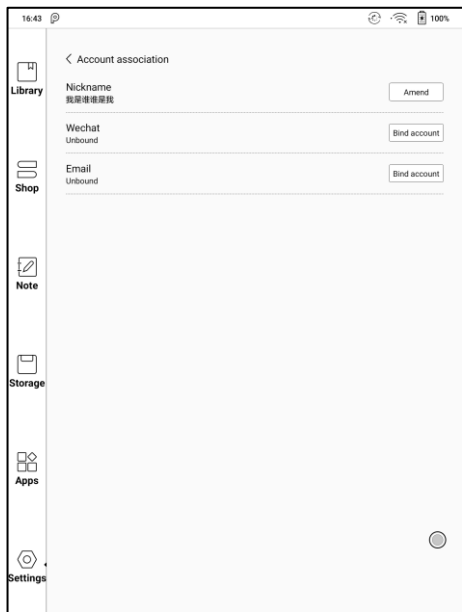 16:43
100%
Account association
Library
Nickname
我是谁谁是我
Amend
Wechat
Unbound
Bind account
Email
Unbound
Bind account
Shop
Note
Storage
Apps
Settings